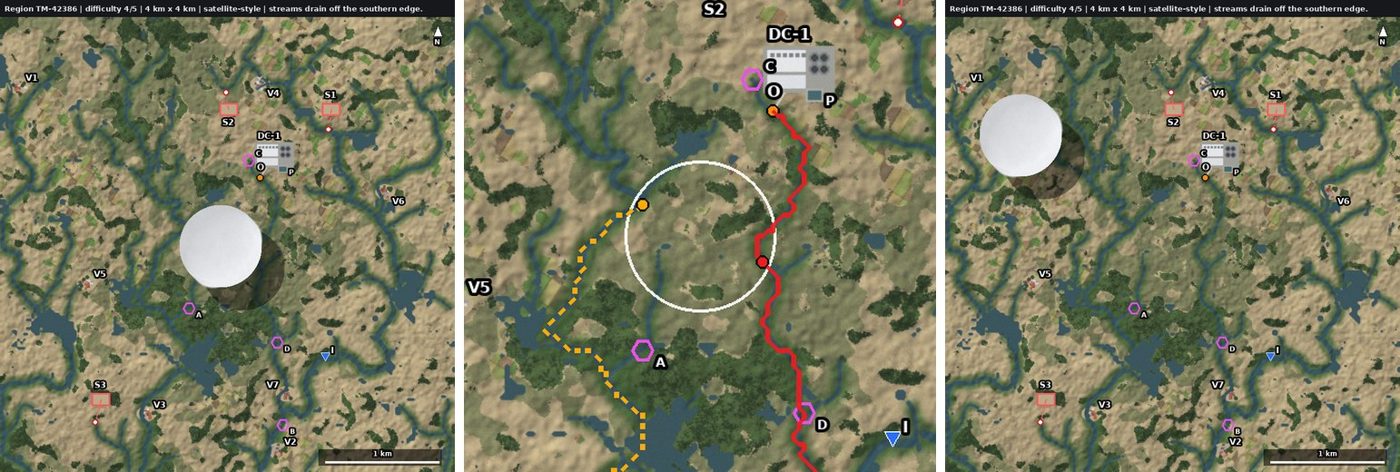 Region TM-42386 | difficulty 4/5 | 4 km x 4 km | satellite-style | streams drain off the southern edge.
N
V1
V4
S1
S2
DC-1
C
O
P
V6
V5
A
D
I
S3
V7
V3
B
V2
1 km
S2
DC-1
C
O
P
V5
A
D
I
Region TM-42386 | difficulty 4/5 | 4 km x 4 km | satellite-style | streams drain off the southern edge.
N
V1
V4
S1
S2
DC-1
C
O
P
V6
V5
A
D
I
S3
V7
V3
B
V2
1 km